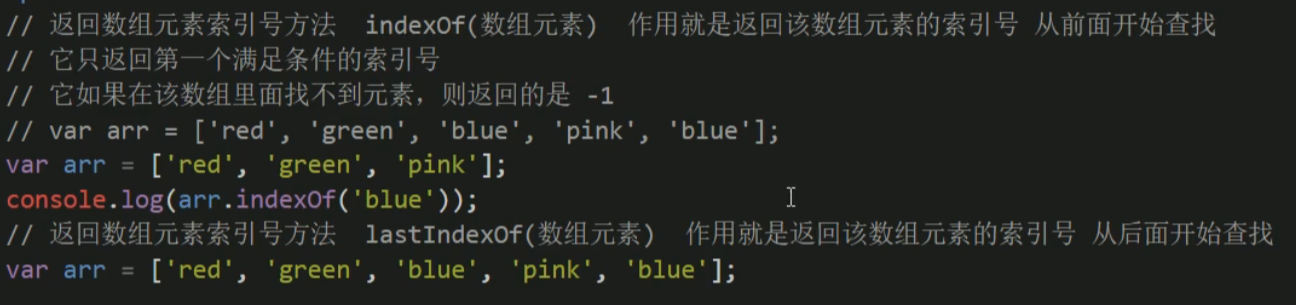 // 返回数组元素索引号方法  indexOf(数组元素)  作用就是返回该数组元素的索引号 从前面开始查找
// 它只返回第一个满足条件的索引号
// 它如果在该数组里面找不到元素，则返回的是 -1
// var arr = ['red', 'green', 'blue', 'pink', 'blue'];
var arr = ['red', 'green', 'pink'];
console.log(arr.indexOf('blue'));
// 返回数组元素索引号方法  lastIndexOf(数组元素)  作用就是返回该数组元素的索引号 从后面开始查找
var arr = ['red', 'green', 'blue', 'pink', 'blue'];